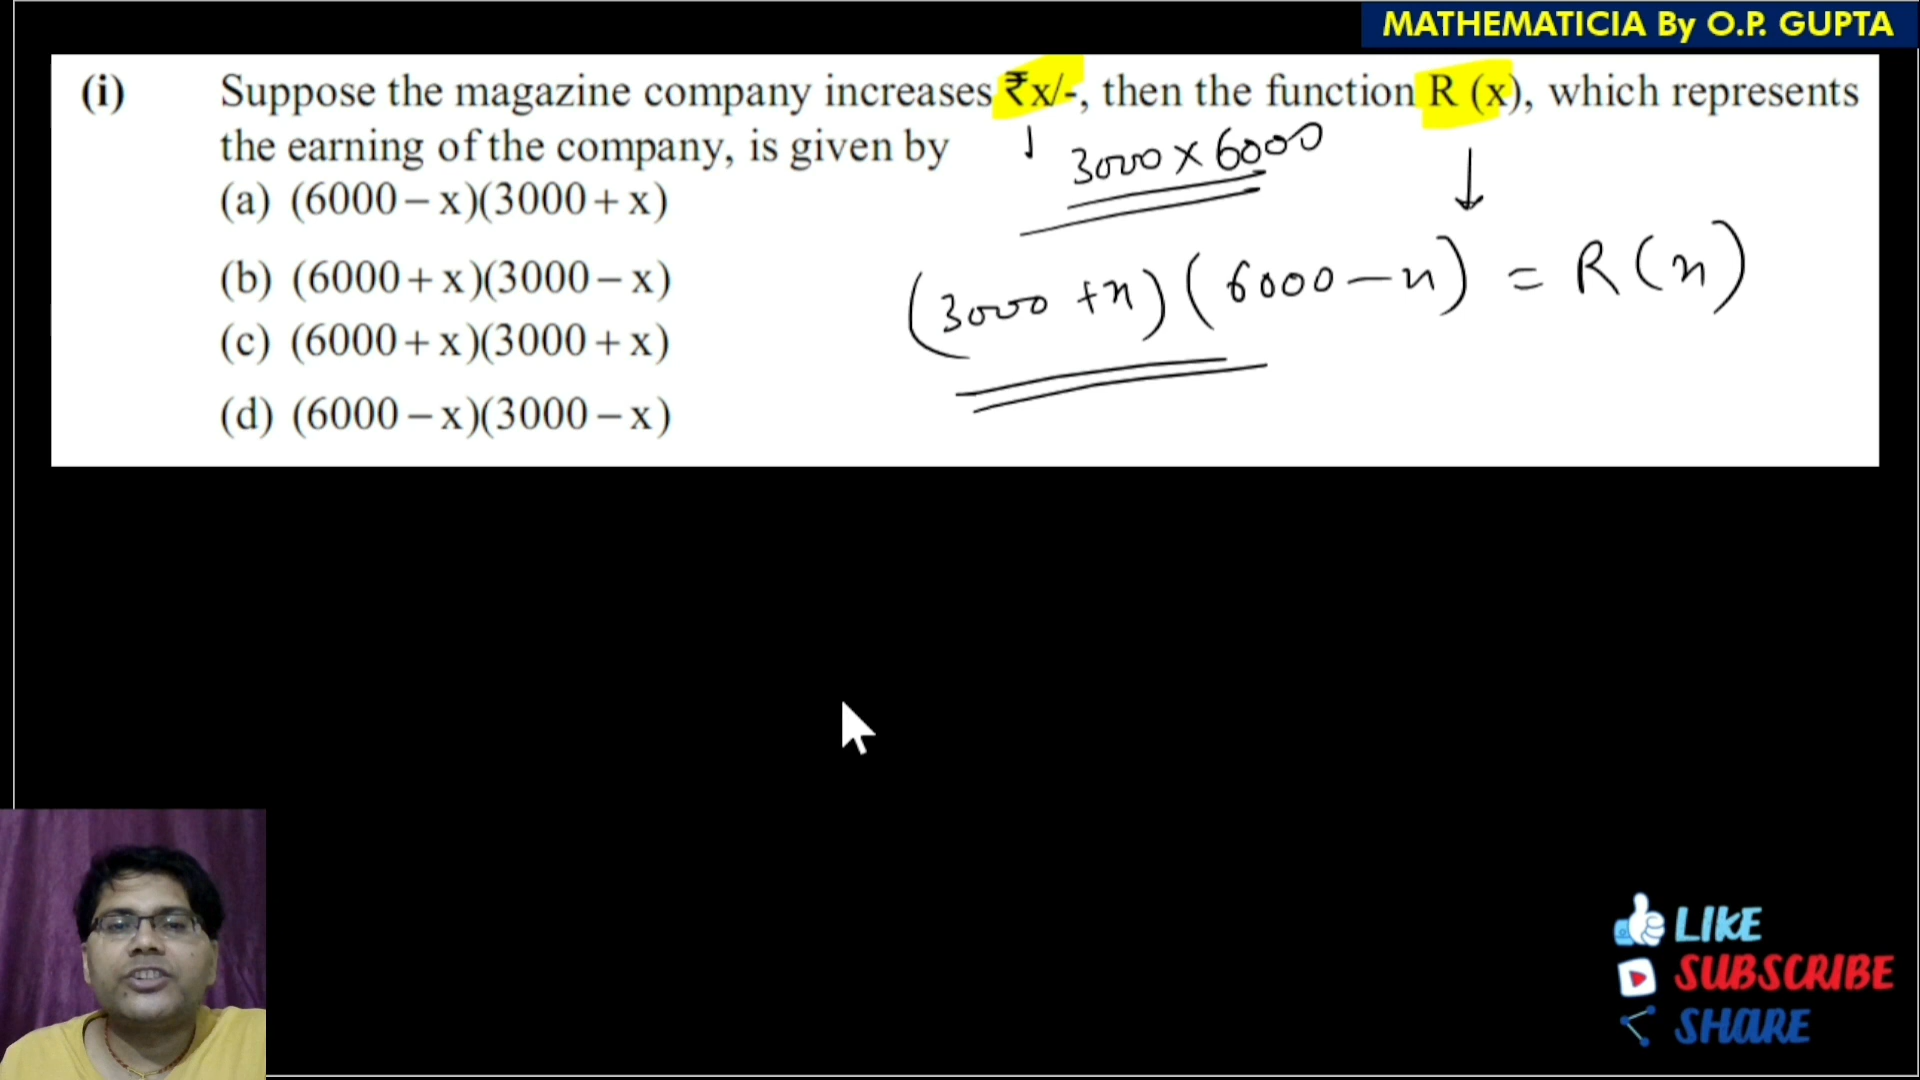 MATHEMATICIA By O.P. GUPTA
(i) Suppose the magazine company increases ₹x/-, then the function R (x), which represents
the earning of the company, is given by
3000 × 6000
(a) (6000 – x)(3000 + x)
(b) (6000 + x)(3000 – x)
(3000 + x)(6000 – x) = R(x)
(c) (6000 + x)(3000 + x)
(d) (6000 – x)(3000 – x)
LIKE
SUBSCRIBE
SHARE